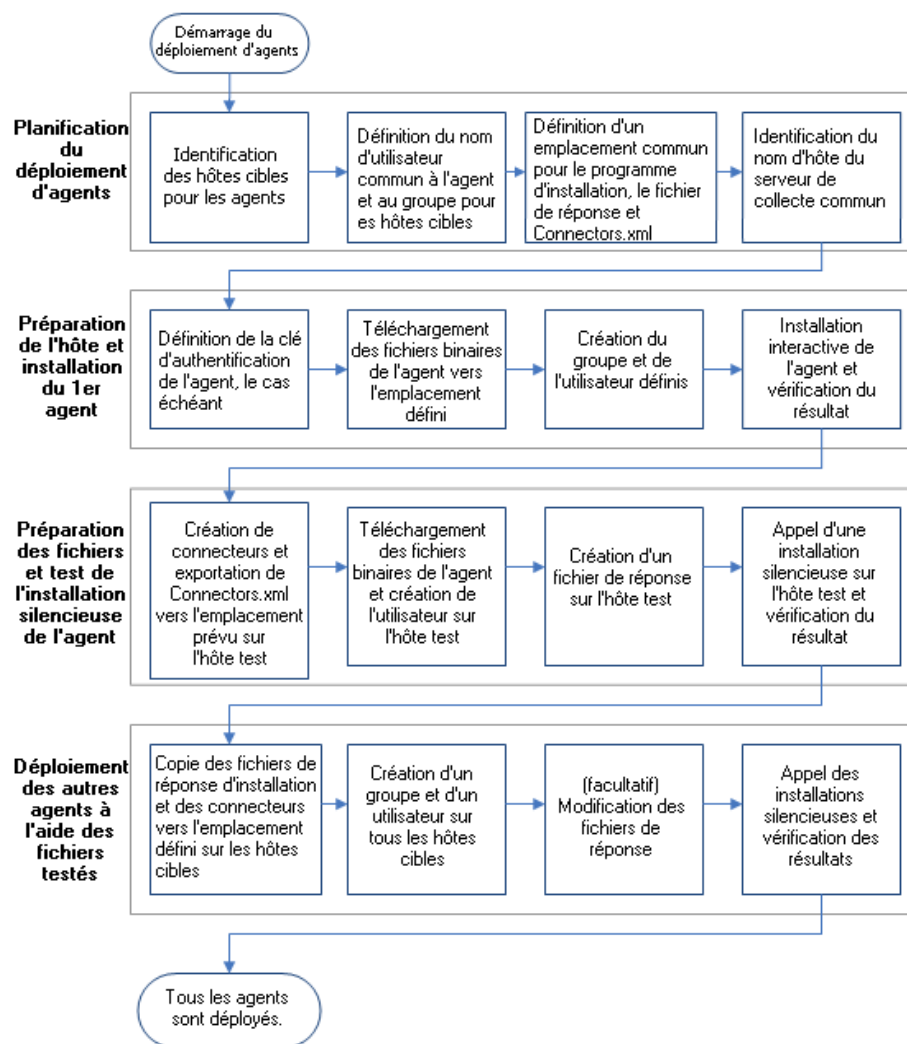 Démarrage du
déploiement d'agents
Planification
du
déploiement
d'agents
Identification
des hôtes cibles
pour les agents
Définition du nom
d'utilisateur
commun à l'agent
et au groupe pour
es hôtes cibles
Définition d'un
emplacement commun
pour le programme
d'installation, le fichier
de réponse et
Connectors.xml
Identification du
nom d'hôte du
serveur de
collecte commun
Préparation
de l'hôte et
installation
du 1er
agent
Définition de la clé
d'authentification
de l'agent, le cas
échéant
Téléchargement
des fichiers binaires
de l'agent vers
l'emplacement
défini
Création du
groupe et de
l'utilisateur définis
Installation
interactive de
l'agent et
vérification du
résultat
Préparation
des fichiers
et test de
l'installation
silencieuse
de l'agent
Création de
connecteurs et
exportation de
Connectors.xml
vers l'emplacement
prévu sur
l'hôte test
Téléchargement
des fichiers
binaires de l'agent
et création de
l'utilisateur sur
l'hôte test
Création d'un
fichier de réponse
sur l'hôte test
Appel d'une
installation
silencieuse sur
l'hôte test et
vérification du
résultat
Déploiement
des autres
agents à
l'aide des
fichiers
testés
Copie des fichiers de
réponse d'installation
et des connecteurs
vers l'emplacement
défini sur les hôtes
cibles
Création d'un
groupe et d'un
utilisateur sur
tous les hôtes
cibles
(facultatif)
Modification des
fichiers de
réponse
Appel des
installations
silencieuses et
vérification des
résultats
Tous les agents
sont déployés.